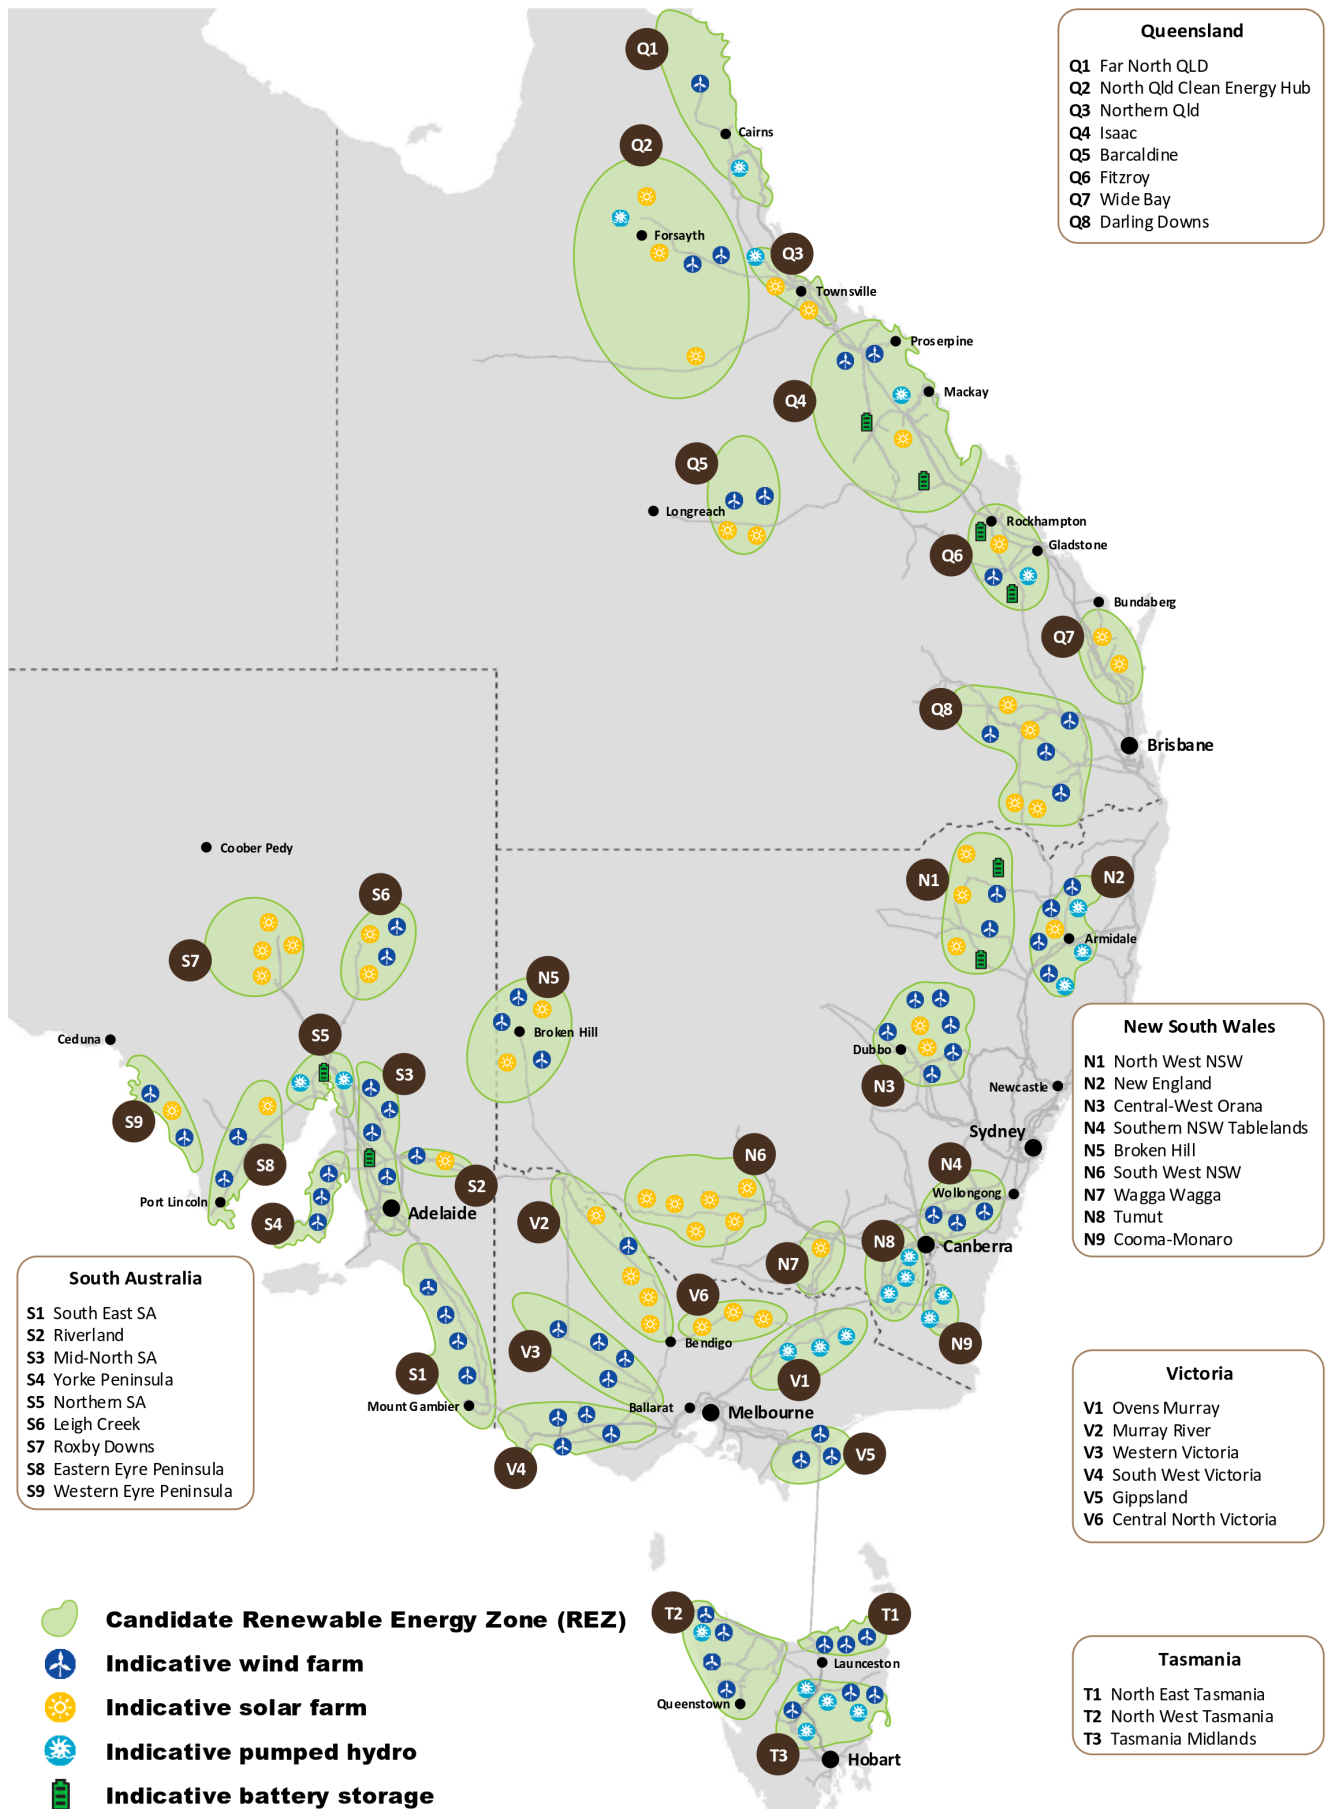 Queensland
Q1 Far North QLD
Q2 North Qld Clean Energy Hub
Q3 Northern Qld
Q4 Isaac
Q5 Barcaldine
Q6 Fitzroy
Q7 Wide Bay
Q8 Darling Downs
Q1
Cairns
Q2
Forsayth
Q3
Townsville
Proserpine
Q4
Mackay
Q5
Longreach
Rockhampton
Q6
Gladstone
Bundaberg
Q7
Q8
Brisbane
Coober Pedy
S6
N1
N2
Armidale
S7
N5
Broken Hill
S5
Ceduna
Dubbo
N3
Newcastle
S3
S9
Sydney
N6
N4
S8
S2
Wollongong
Port Lincoln
Adelaide
S4
V2
N8
Canberra
N7
V6
Bendigo
V3
N9
S1
V1
Mount Gambier
Ballarat
Melbourne
V4
V5
New South Wales
N1 North West NSW
N2 New England
N3 Central-West Orana
N4 Southern NSW Tablelands
N5 Broken Hill
N6 South West NSW
N7 Wagga Wagga
N8 Tumut
N9 Cooma-Monaro
South Australia
S1 South East SA
S2 Riverland
S3 Mid-North SA
S4 Yorke Peninsula
S5 Northern SA
S6 Leigh Creek
S7 Roxby Downs
S8 Eastern Eyre Peninsula
S9 Western Eyre Peninsula
Victoria
V1 Ovens Murray
V2 Murray River
V3 Western Victoria
V4 South West Victoria
V5 Gippsland
V6 Central North Victoria
T2
T1
Launceston
Queenstown
T3
Hobart
Tasmania
T1 North East Tasmania
T2 North West Tasmania
T3 Tasmania Midlands
Candidate Renewable Energy Zone (REZ)
Indicative wind farm
Indicative solar farm
Indicative pumped hydro
Indicative battery storage